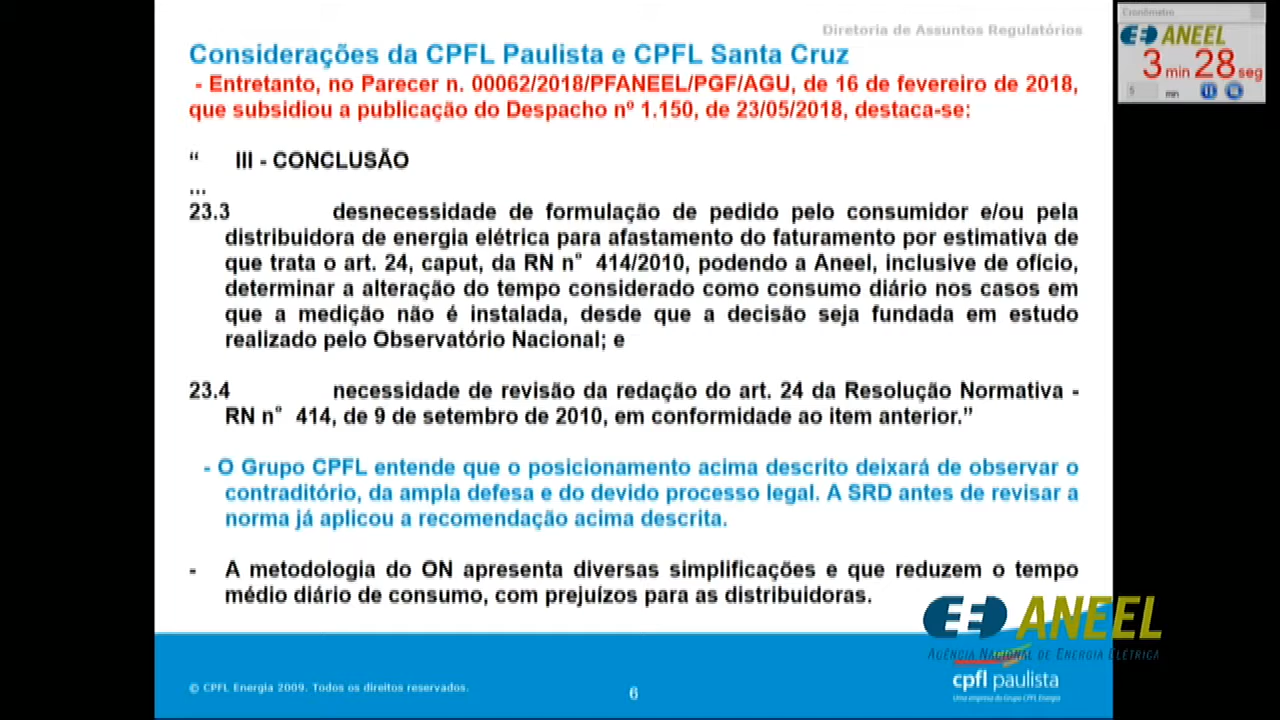 Diretoria de Assuntos Regulatórios
Considerações da CPFL Paulista e CPFL Santa Cruz
- Entretanto, no Parecer n. 00062/2018/PFANEEL/PGF/AGU, de 16 de fevereiro de 2018,
que subsidiou a publicação do Despacho nº 1.150, de 23/05/2018, destaca-se:
“ III - CONCLUSÃO
...
23.3 desnecessidade de formulação de pedido pelo consumidor e/ou pela
distribuidora de energia elétrica para afastamento do faturamento por estimativa de
que trata o art. 24, caput, da RN n° 414/2010, podendo a Aneel, inclusive de ofício,
determinar a alteração do tempo considerado como consumo diário nos casos em
que a medição não é instalada, desde que a decisão seja fundada em estudo
realizado pelo Observatório Nacional; e
23.4 necessidade de revisão da redação do art. 24 da Resolução Normativa -
RN n° 414, de 9 de setembro de 2010, em conformidade ao item anterior.”
- O Grupo CPFL entende que o posicionamento acima descrito deixará de observar o
contraditório, da ampla defesa e do devido processo legal. A SRD antes de revisar a
norma já aplicou a recomendação acima descrita.
- A metodologia do ON apresenta diversas simplificações e que reduzem o tempo
médio diário de consumo, com prejuízos para as distribuidoras.
© CPFL Energia 2009. Todos os direitos reservados.
6
ANEEL
AGÊNCIA NACIONAL DE ENERGIA ELÉTRICA
cpfl paulista
Uma empresa do Grupo CPFL Energia
Cronômetro
ANEEL
3 min 28 seg
5 mn